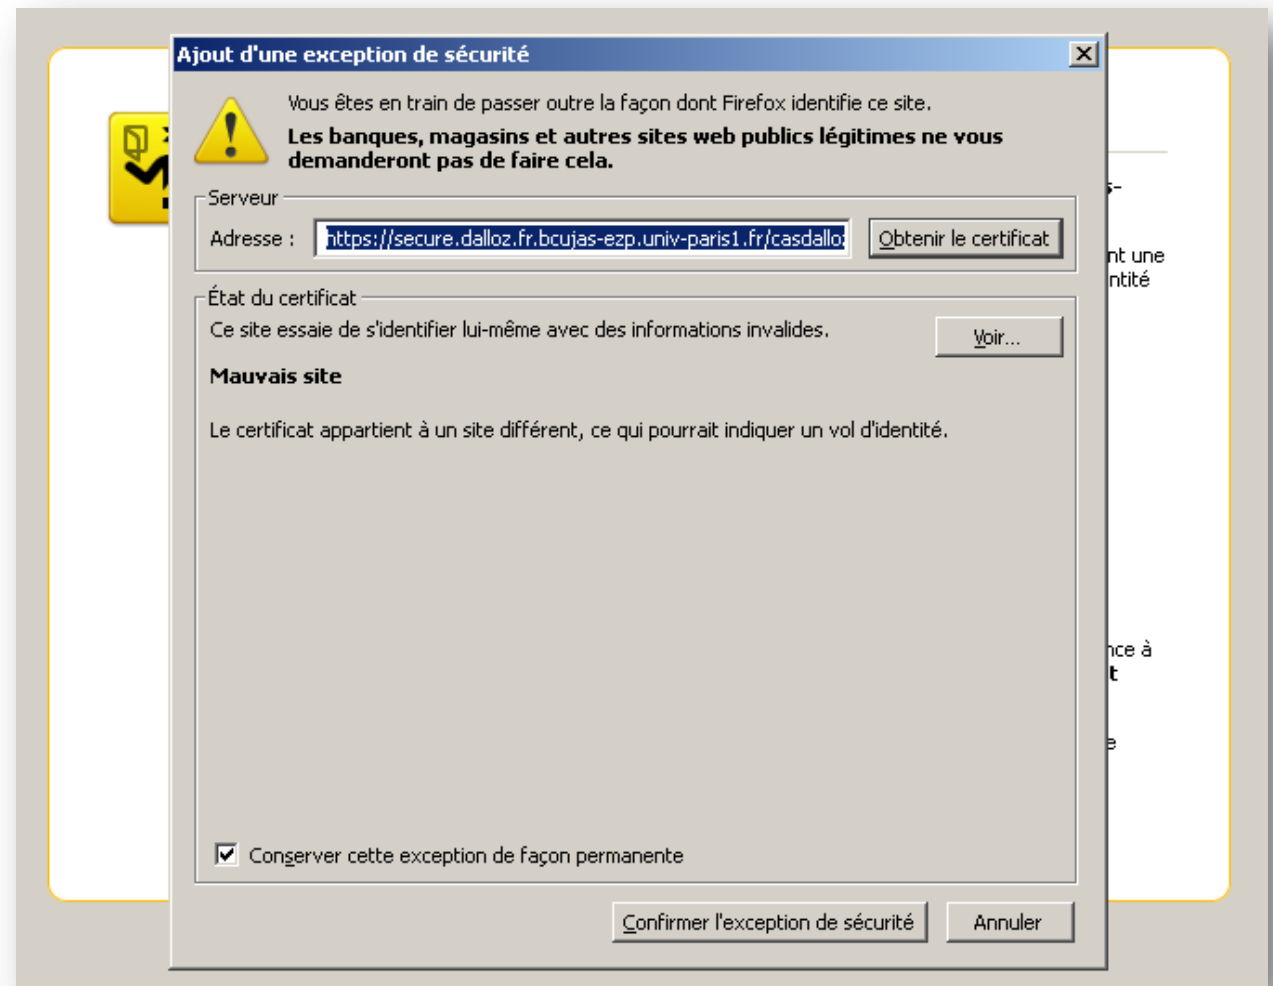 Ajout d'une exception de sécurité
Vous êtes en train de passer outre la façon dont Firefox identifie ce site.
Les banques, magasins et autres sites web publics légitimes ne vous
demanderont pas de faire cela.
Serveur
Adresse :
https://secure.dalloz.fr.bcujas-ezp.univ-paris1.fr/casdalloz
Obtenir le certificat
État du certificat
Ce site essaie de s'identifier lui-même avec des informations invalides.
Voir...
Mauvais site
Le certificat appartient à un site différent, ce qui pourrait indiquer un vol d'identité.
Conserver cette exception de façon permanente
Confirmer l'exception de sécurité
Annuler
s-
nt une
ntité
nce à
t
e